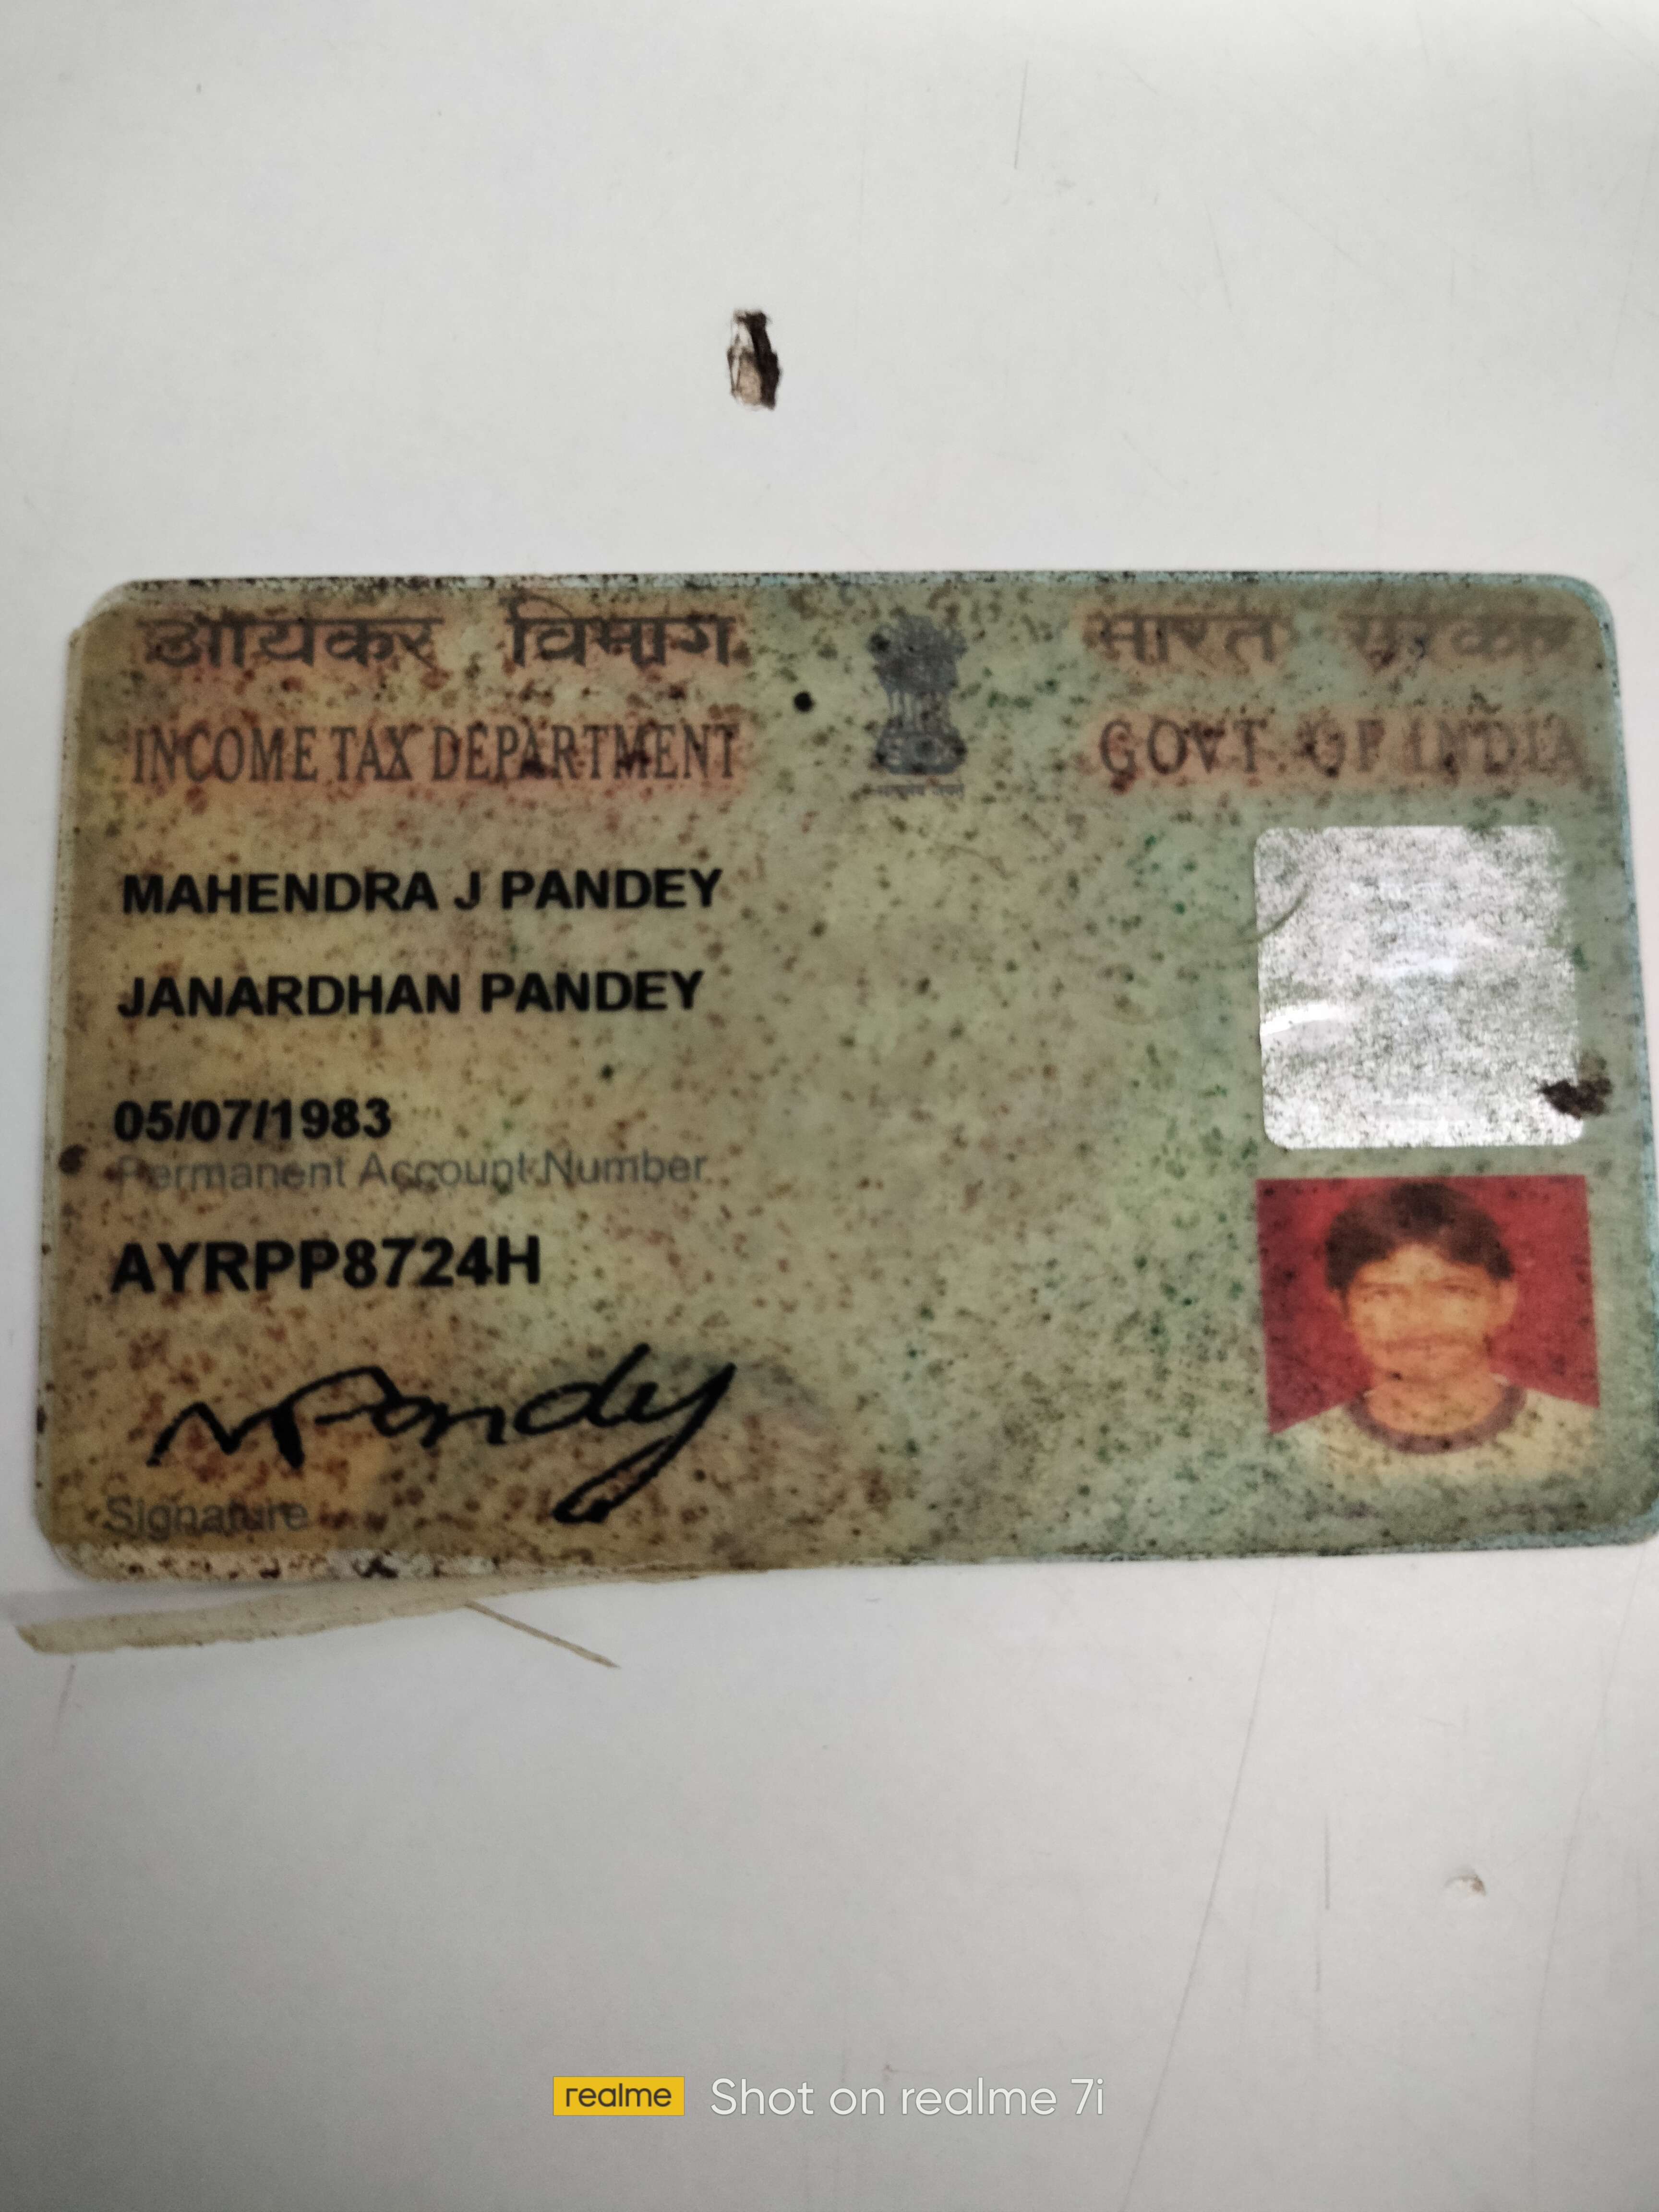 आयकर विभाग
भारत सरकार
INCOME TAX DEPARTMENT
GOVT. OF INDIA
सत्यमेव जयते
MAHENDRA J PANDEY
JANARDHAN PANDEY
05/07/1983
Permanent Account Number
AYRPP8724H
MPandey
Signature
realme Shot on realme 7i